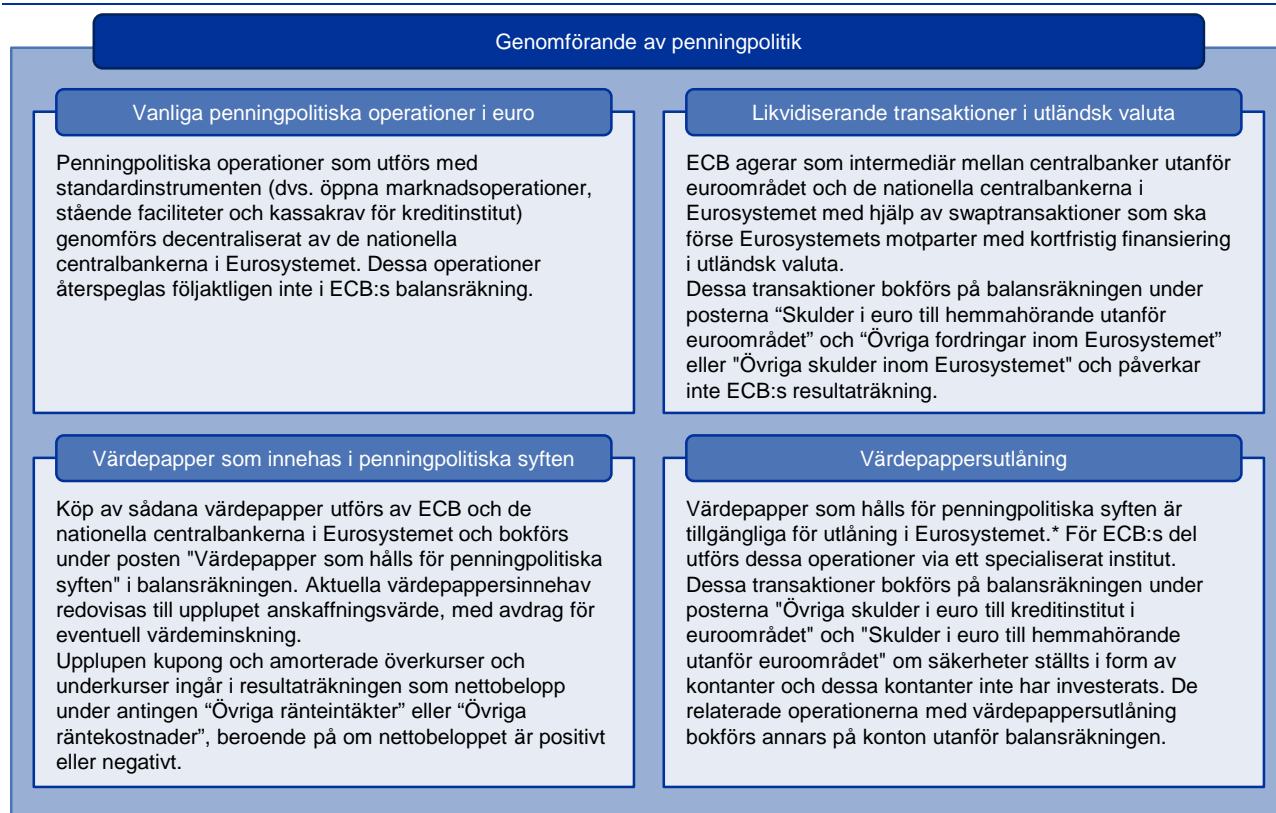 Genomförande av penningpolitik
Vanliga penningpolitiska operationer i euro
Penningpolitiska operationer som utförs med
standardinstrumenten (dvs. öppna marknadsoperationer,
stående faciliteter och kassakrav för kreditinstitut)
genomförs decentraliserat av de nationella
centralbankerna i Eurosystemet. Dessa operationer
återspeglas följaktligen inte i ECB:s balansräkning.
Likvidiserande transaktioner i utländsk valuta
ECB agerar som intermediär mellan centralbanker utanför
euroområdet och de nationella centralbankerna i
Eurosystemet med hjälp av swaptransaktioner som ska
förse Eurosystemets motparter med kortfristig finansiering
i utländsk valuta.
Dessa transaktioner bokförs på balansräkningen under
posterna “Skulder i euro till hemmahörande utanför
euroområdet” och “Övriga fordringar inom Eurosystemet”
eller "Övriga skulder inom Eurosystemet" och påverkar
inte ECB:s resultaträkning.
Värdepapper som innehas i penningpolitiska syften
Köp av sådana värdepapper utförs av ECB och de
nationella centralbankerna i Eurosystemet och bokförs
under posten "Värdepapper som hålls för penningpolitiska
syften" i balansräkningen. Aktuella värdepappersinnehav
redovisas till upplupet anskaffningsvärde, med avdrag för
eventuell värdeminskning.
Upplupen kupong och amorterade överkurser och
underkurser ingår i resultaträkningen som nettobelopp
under antingen “Övriga ränteintäkter” eller “Övriga
räntekostnader”, beroende på om nettobeloppet är positivt
eller negativt.
Värdepappersutlåning
Värdepapper som hålls för penningpolitiska syften är
tillgängliga för utlåning i Eurosystemet.* För ECB:s del
utförs dessa operationer via ett specialiserat institut.
Dessa transaktioner bokförs på balansräkningen under
posterna "Övriga skulder i euro till kreditinstitut i
euroområdet" och "Skulder i euro till hemmahörande
utanför euroområdet" om säkerheter ställts i form av
kontanter och dessa kontanter inte har investerats. De
relaterade operationerna med värdepappersutlåning
bokförs annars på konton utanför balansräkningen.